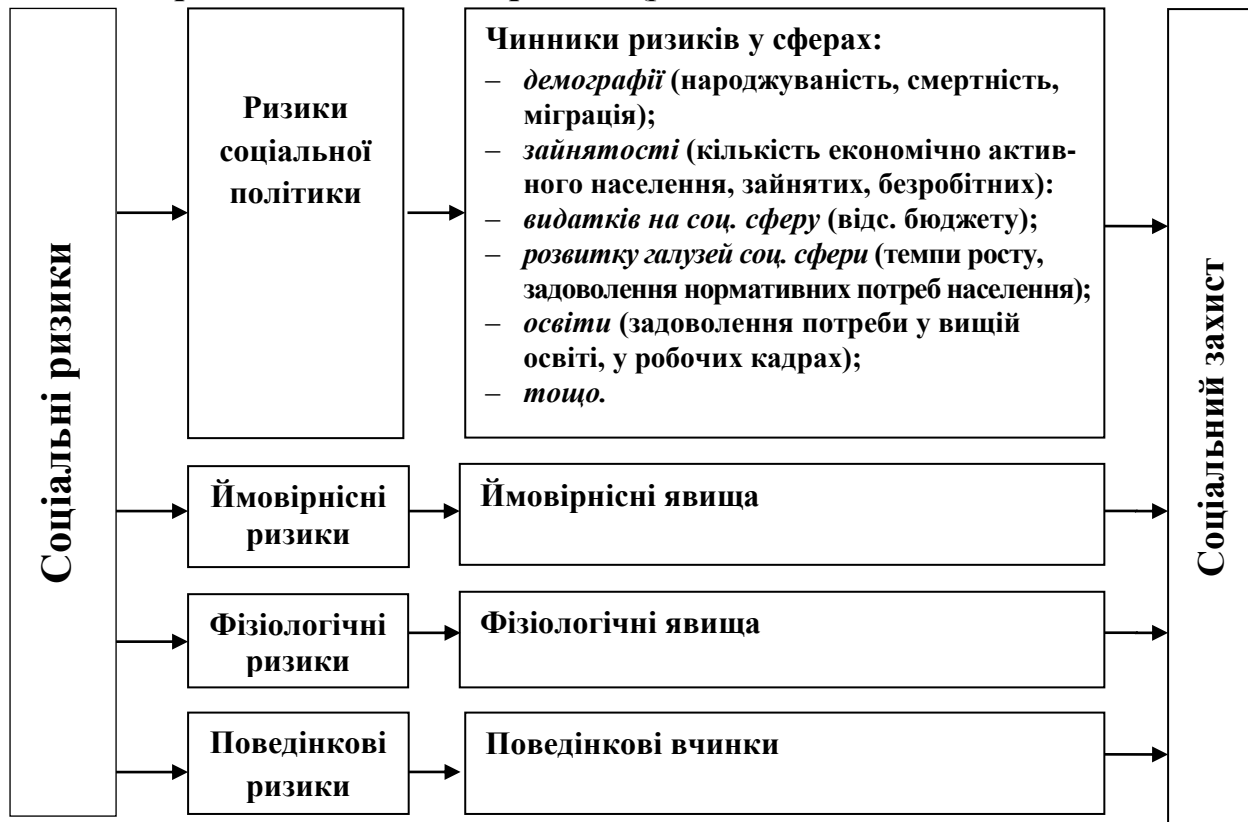 Соціальні ризики
Ризики
соціальної
політики
Чинники ризиків у сферах:
– демографії (народжуваність, смертність,
міграція);
– зайнятості (кількість економічно актив-
ного населення, зайнятих, безробітних):
– видатків на соц. сферу (відс. бюджету);
– розвитку галузей соц. сфери (темпи росту,
задоволення нормативних потреб населення);
– освіти (задоволення потреби у вищій
освіті, у робочих кадрах);
– тощо.
Ймовірнісні
ризики
Ймовірнісні явища
Фізіологічні
ризики
Фізіологічні явища
Поведінкові
ризики
Поведінкові вчинки
Соціальний захист